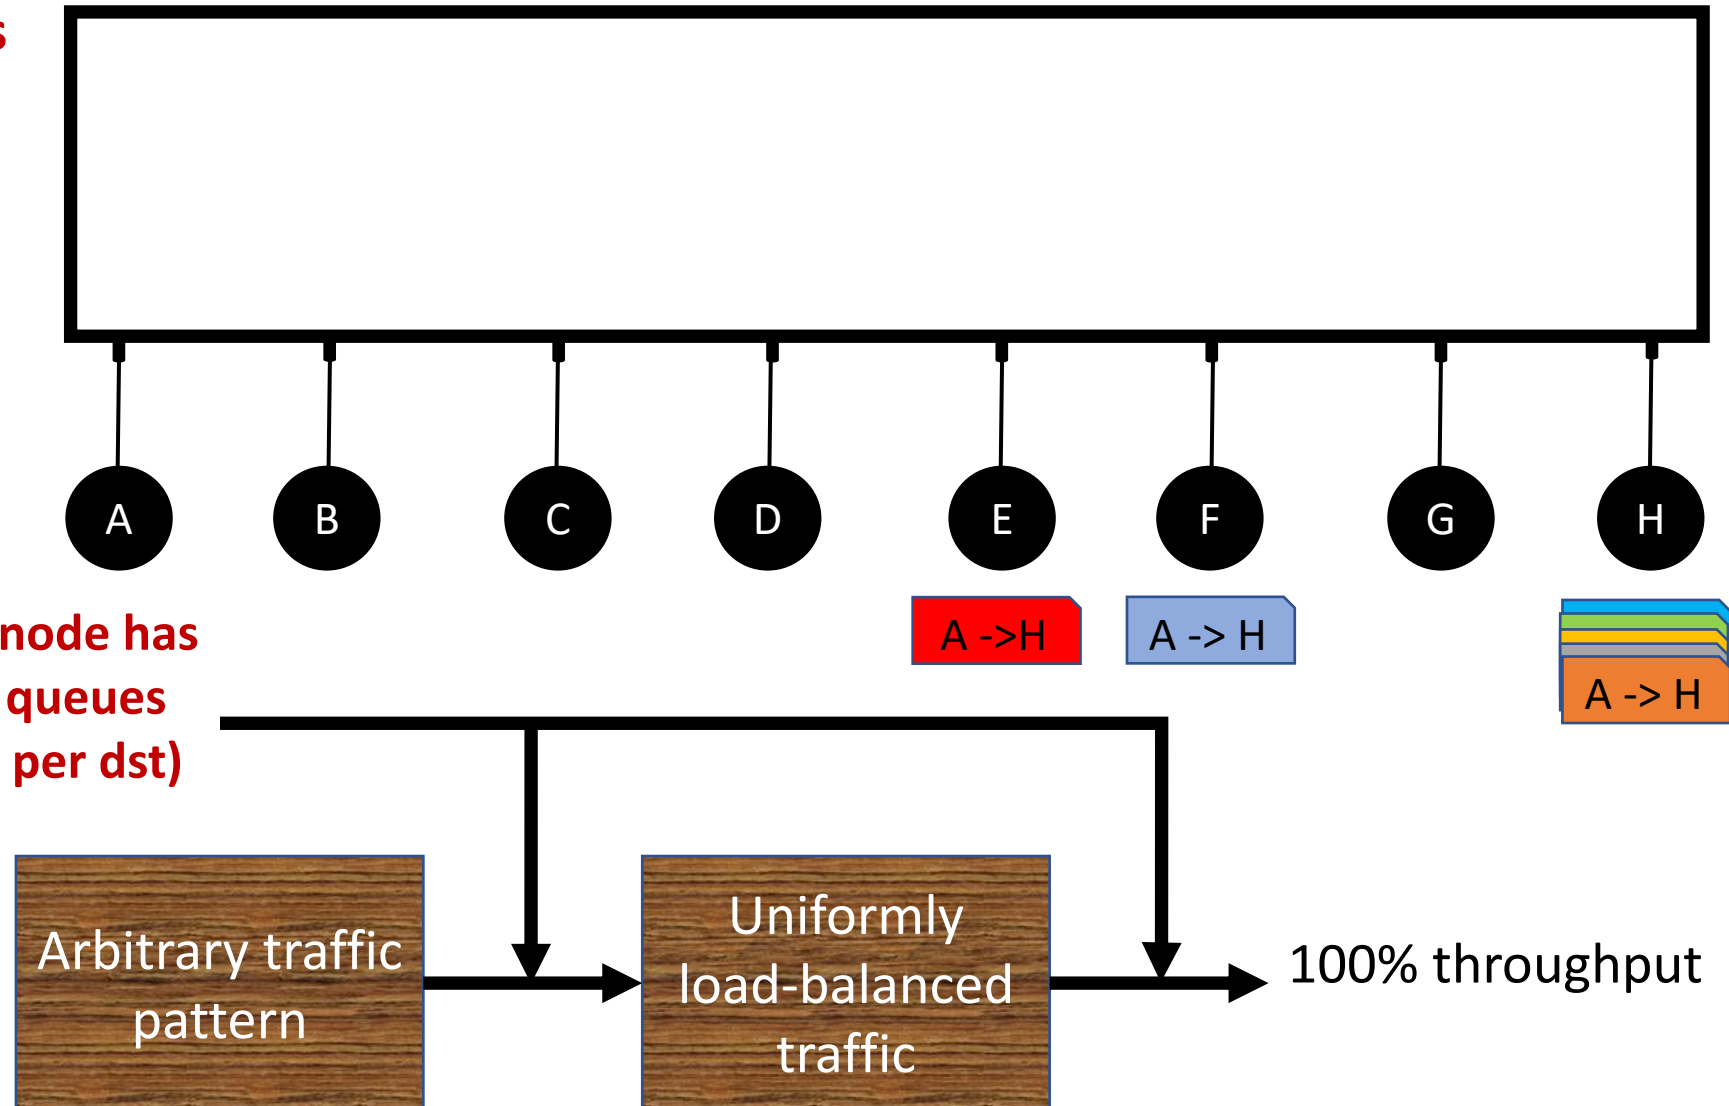 s
A B C D E F G H
A ->H
A -> H
A -> H
node has
queues
per dst)
Arbitrary traffic
pattern
Uniformly
load-balanced
traffic
100% throughput